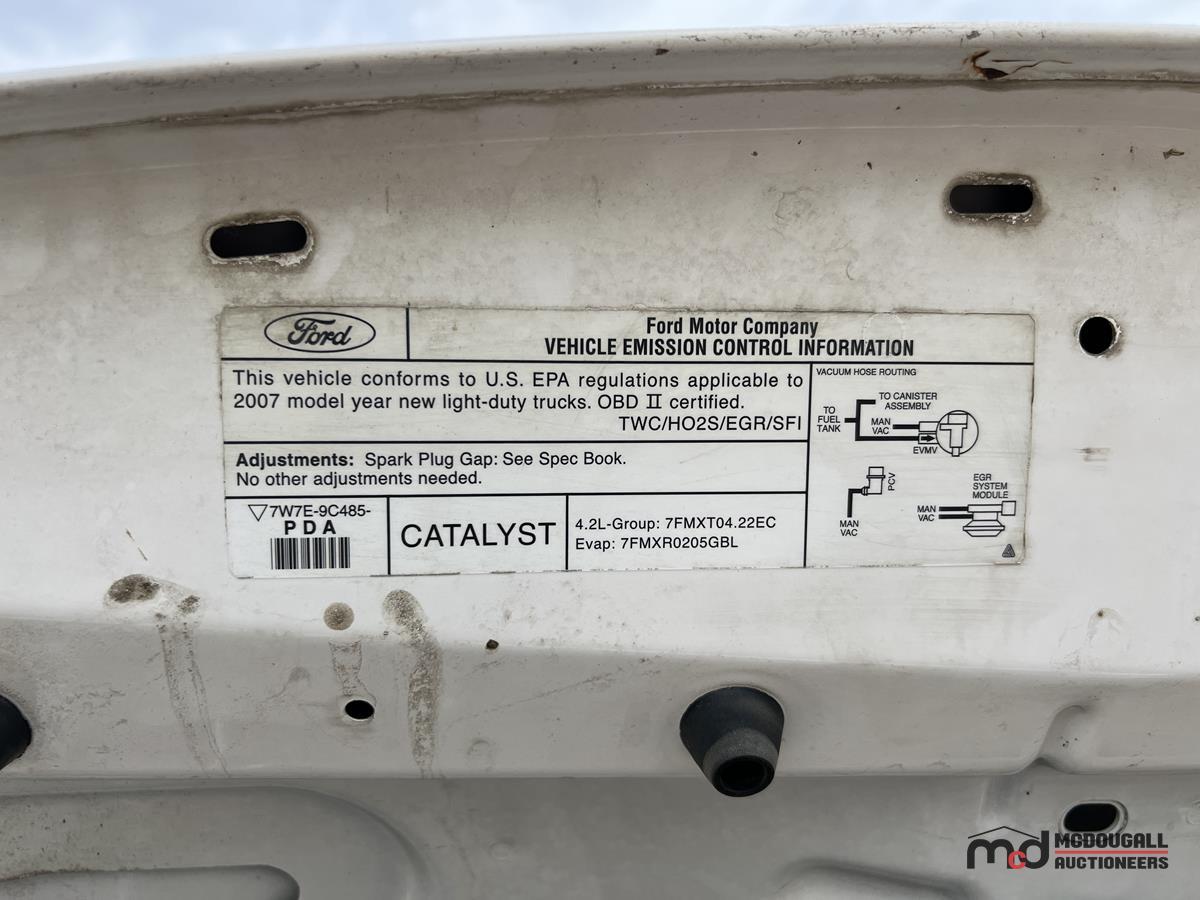 Ford
Ford Motor Company
VEHICLE EMISSION CONTROL INFORMATION
This vehicle conforms to U.S. EPA regulations applicable to
2007 model year new light-duty trucks. OBD II certified.
TWC/HO2S/EGR/SFI
Adjustments: Spark Plug Gap: See Spec Book.
No other adjustments needed.
7W7E-9C485-
PDA
CATALYST
4.2L-Group: 7FMXT04.22EC
Evap: 7FMXR0205GBL
VACUUM HOSE ROUTING
TO CANISTER
ASSEMBLY
TO
FUEL
TANK
MAN
VAC
EVMV
PCV
MAN
VAC
EGR
SYSTEM
MODULE
MAN
VAC
mcd
MCDOUGALL
AUCTIONEERS